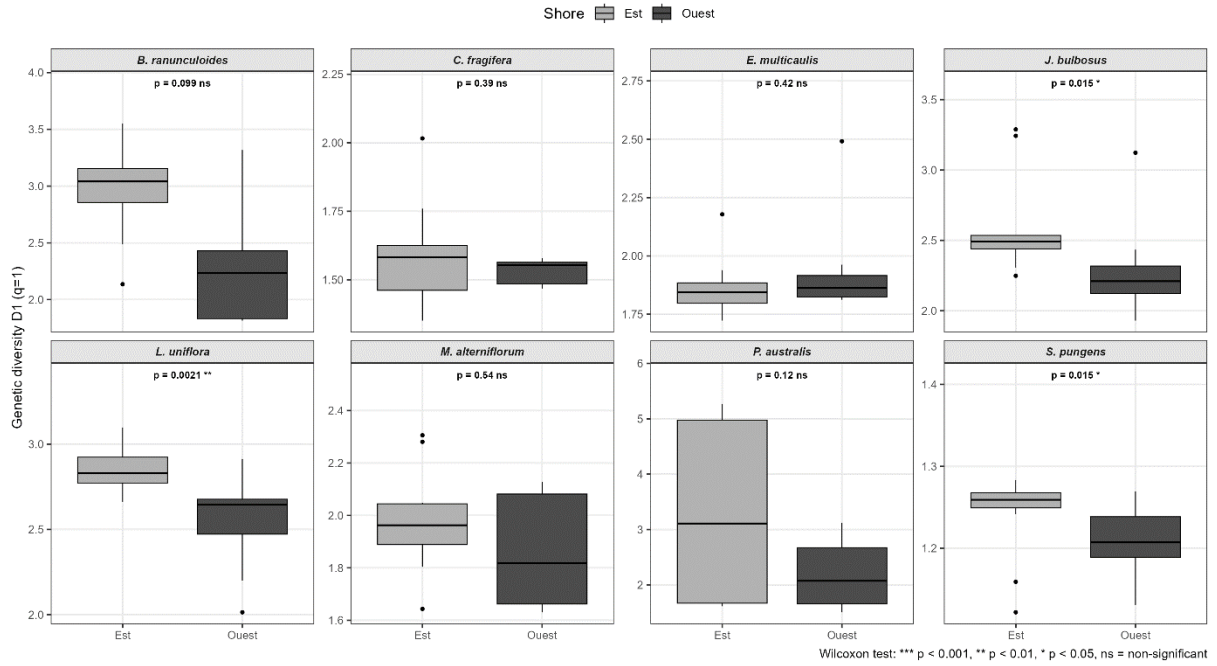 Shore Est Ouest
Genetic diversity D1 (q=1)
B. ranunculoides
p = 0.099 ns
4.0
3.5
3.0
2.5
2.0
C. fragifera
p = 0.39 ns
2.25
2.00
1.75
1.50
E. multicaulis
p = 0.42 ns
2.75
2.50
2.25
2.00
1.75
J. bulbosus
p = 0.015 *
3.5
3.0
2.5
2.0
L. uniflora
p = 0.0021 **
3.0
2.5
2.0
Est Ouest
M. alterniflorum
p = 0.54 ns
2.4
2.2
2.0
1.8
1.6
Est Ouest
P. australis
p = 0.12 ns
6
5
4
3
2
Est Ouest
S. pungens
p = 0.015 *
1.4
1.3
1.2
Est Ouest
Wilcoxon test: *** p < 0.001, ** p < 0.01, * p < 0.05, ns = non-significant